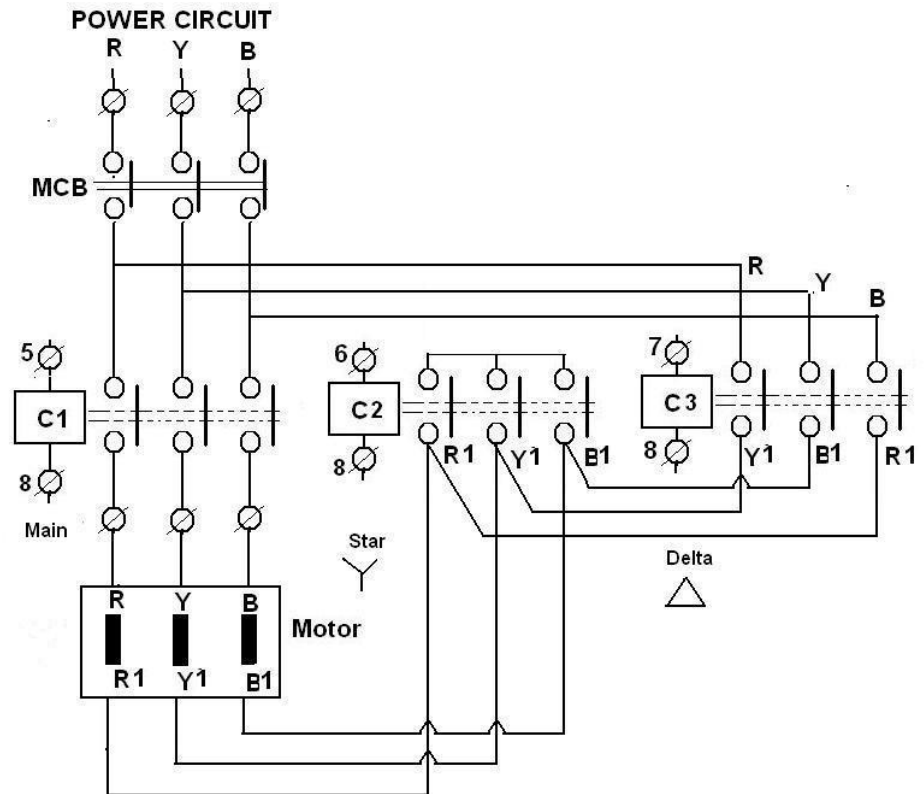 POWER CIRCUIT
R Y B
MCB
R
Y
B
5
6
7
C1
C2
C3
8
8
8
R1 Y1 B1
Y1 B1 R1
Main
Star
Delta
R Y B
Motor
R1 Y1 B1